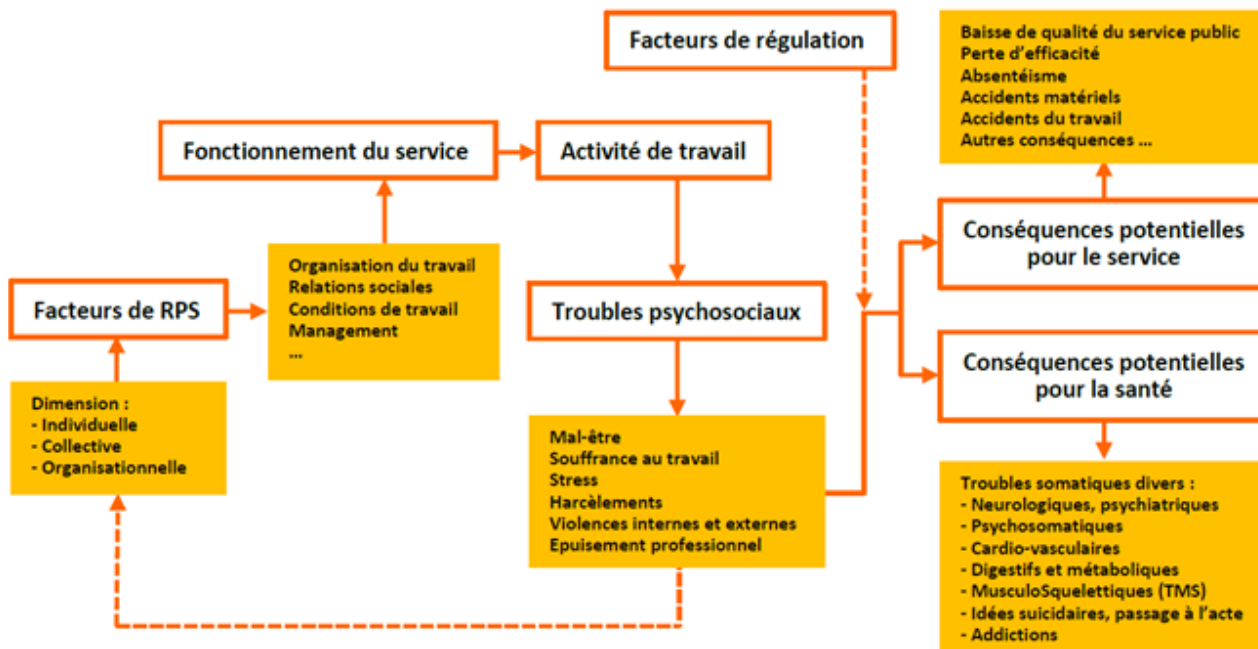 Facteurs de régulation
Baisse de qualité du service public
Perte d'efficacité
Absentéisme
Accidents matériels
Accidents du travail
Autres conséquences ...
Fonctionnement du service
Activité de travail
Conséquences potentielles
pour le service
Organisation du travail
Relations sociales
Conditions de travail
Management
...
Facteurs de RPS
Troubles psychosociaux
Conséquences potentielles
pour la santé
Dimension :
- Individuelle
- Collective
- Organisationnelle
Mal-être
Souffrance au travail
Stress
Harcèlements
Violences internes et externes
Epuisement professionnel
Troubles somatiques divers :
- Neurologiques, psychiatriques
- Psychosomatiques
- Cardio-vasculaires
- Digestifs et métaboliques
- MusculoSquelettiques (TMS)
- Idées suicidaires, passage à l'acte
- Addictions